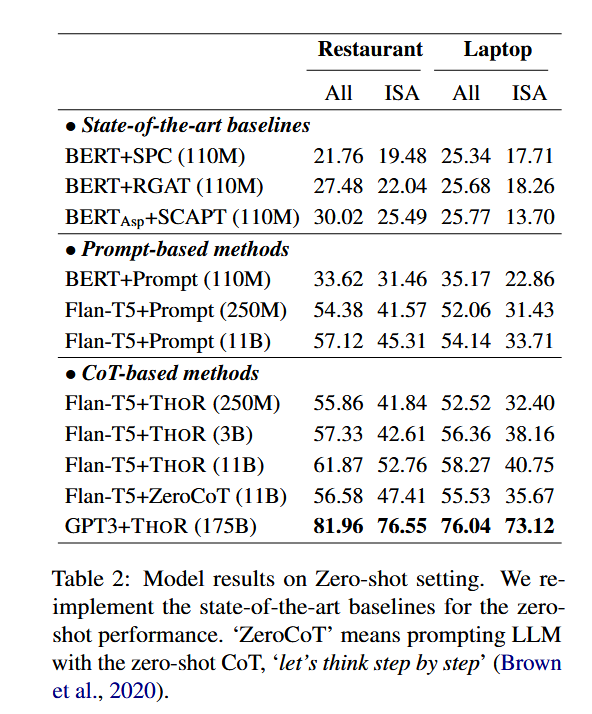 Restaurant Laptop
All ISA All ISA
• State-of-the-art baselines
BERT+SPC (110M) 21.76 19.48 25.34 17.71
BERT+RGAT (110M) 27.48 22.04 25.68 18.26
BERTAsp+SCAPT (110M) 30.02 25.49 25.77 13.70
• Prompt-based methods
BERT+Prompt (110M) 33.62 31.46 35.17 22.86
Flan-T5+Prompt (250M) 54.38 41.57 52.06 31.43
Flan-T5+Prompt (11B) 57.12 45.31 54.14 33.71
• CoT-based methods
Flan-T5+THOR (250M) 55.86 41.84 52.52 32.40
Flan-T5+THOR (3B) 57.33 42.61 56.36 38.16
Flan-T5+THOR (11B) 61.87 52.76 58.27 40.75
Flan-T5+ZeroCoT (11B) 56.58 47.41 55.53 35.67
GPT3+THOR (175B) 81.96 76.55 76.04 73.12
Table 2: Model results on Zero-shot setting. We re-
implement the state-of-the-art baselines for the zero-
shot performance. ‘ZeroCoT’ means prompting LLM
with the zero-shot CoT, ‘let’s think step by step’ (Brown
et al., 2020).